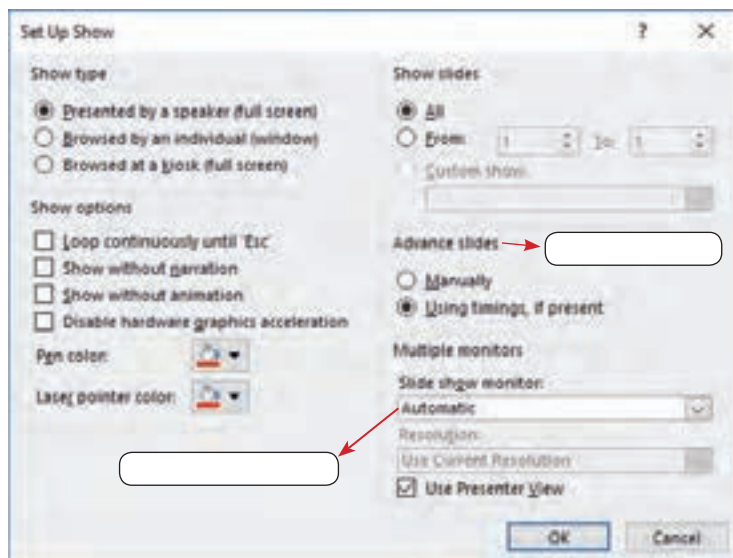 Set Up Show
?
Show type
Presented by a speaker (full screen)
Browsed by an individual (window)
Browsed at a kiosk (full screen)
Show options
Loop continuously until 'Esc'
Show without narration
Show without animation
Disable hardware graphics acceleration
Pen color:
Laser pointer color:
Show slides
All
From: 1 To: 1
Custom show:
Advance slides
Manually
Using timings, if present
Multiple monitors
Slide show monitor:
Automatic
Resolution:
Use Current Resolution
Use Presenter View
OK Cancel